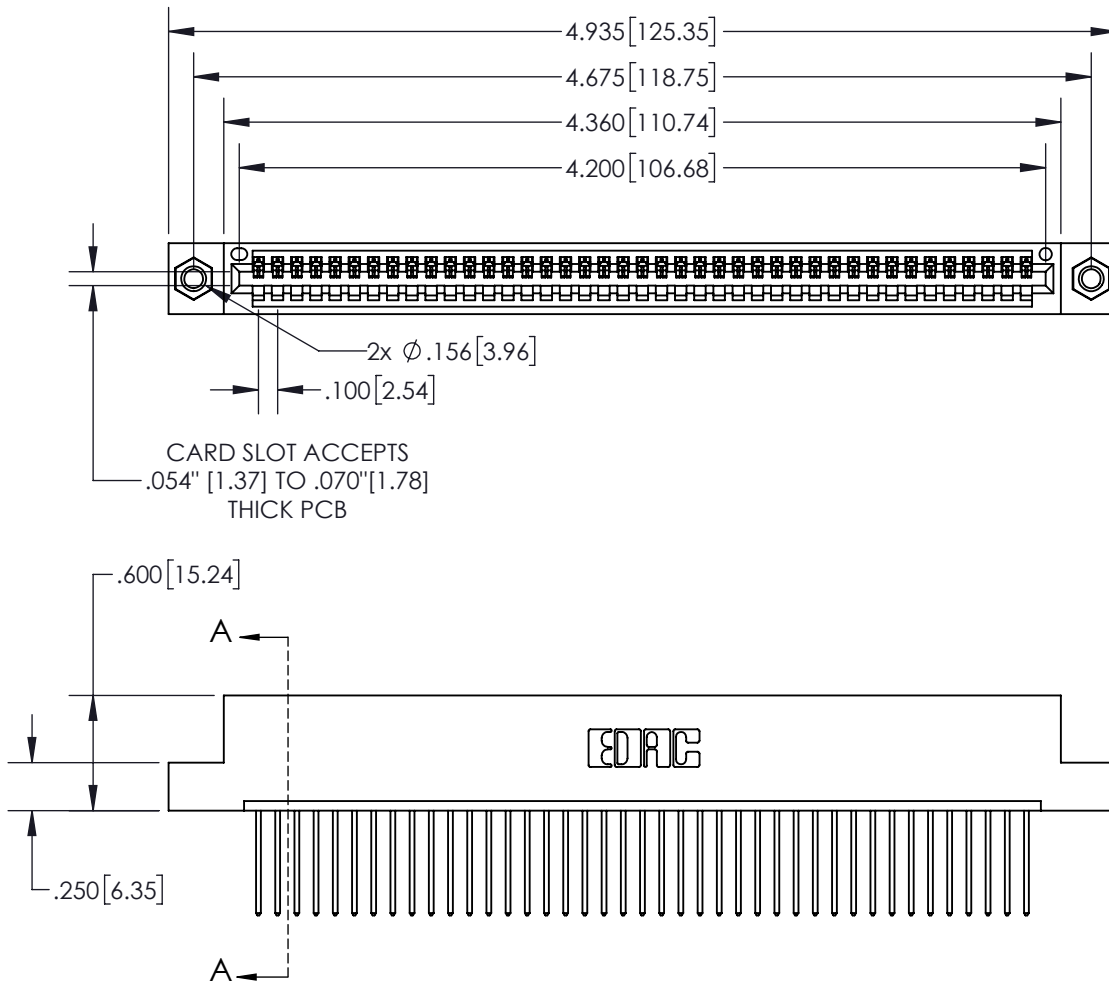 4.935[125.35]
4.675[118.75]
4.360[110.74]
4.200[106.68]
2x ∅ .156[3.96]
.100[2.54]
CARD SLOT ACCEPTS
.054" [1.37] TO .070"[1.78]
THICK PCB
.600[15.24]
A
EDAC
.250[6.35]
A